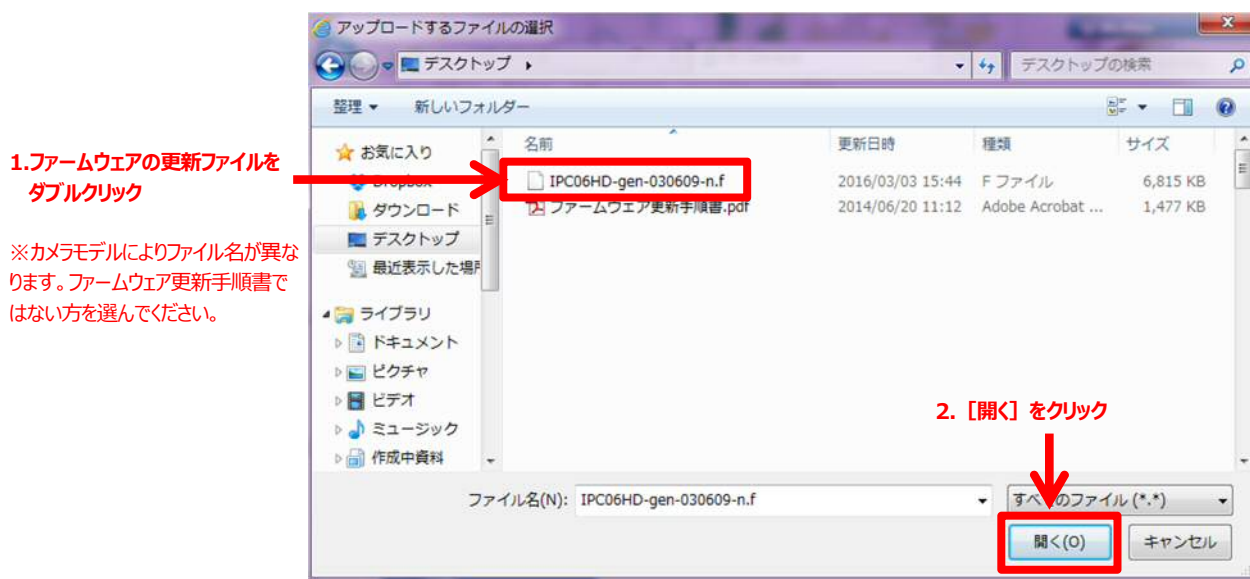 アップロードするファイルの選択
デスクトップ
デスクトップの検索
整理 新しいフォルダー
1.ファームウェアの更新ファイルを
ダブルクリック
※カメラモデルによりファイル名が異な
ります。ファームウェア更新手順書で
はない方を選んでください。
お気に入り
Dropbox
ダウンロード
デスクトップ
最近表示した場所
ライブラリ
ドキュメント
ピクチャ
ビデオ
ミュージック
作成中資料
名前 更新日時 種類 サイズ
IPC06HD-gen-030609-n.f 2016/03/03 15:44 F ファイル 6,815 KB
ファームウェア更新手順書.pdf 2014/06/20 11:12 Adobe Acrobat ... 1,477 KB
2.［開く］をクリック
ファイル名(N): IPC06HD-gen-030609-n.f
すべてのファイル (*.*)
開く(O) キャンセル